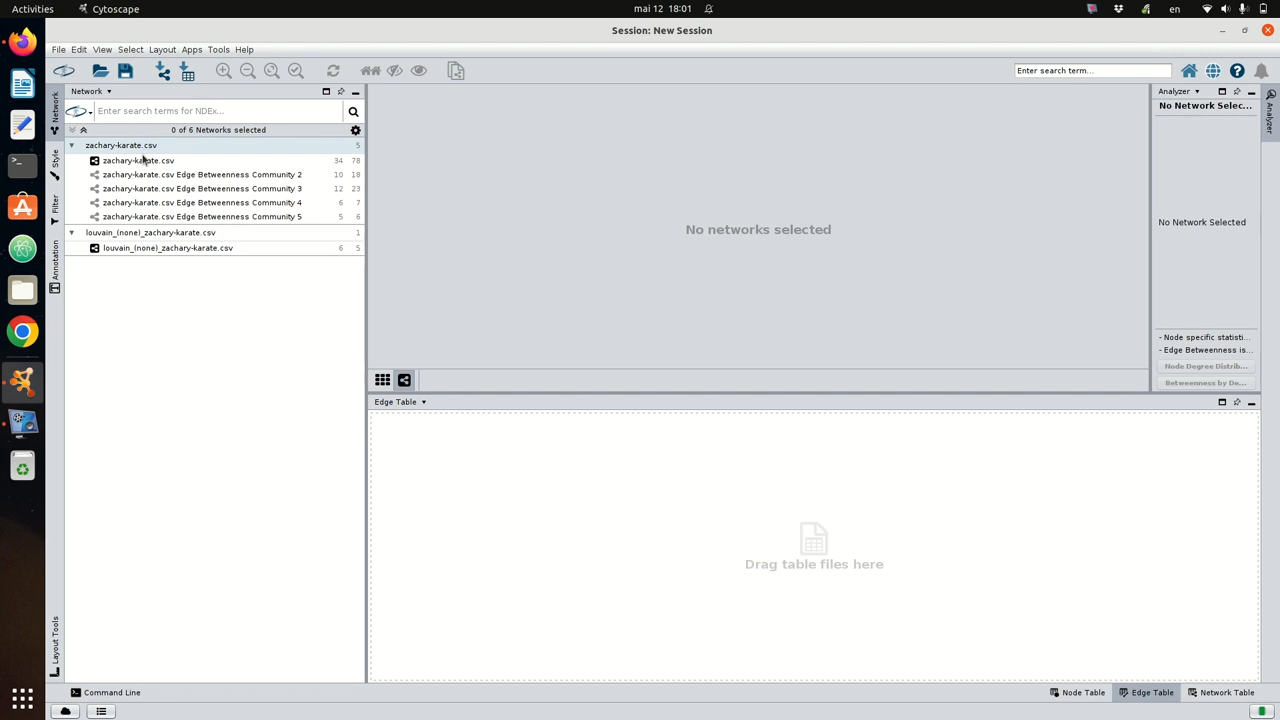 Activities Cytoscape mai 12 18:01 en
Session: New Session
File Edit View Select Layout Apps Tools Help
Enter search term...
Network
Enter search terms for NDEx...
0 of 6 Networks selected
zachary-karate.csv 5
zachary-karate.csv 34 78
zachary-karate.csv Edge Betweenness Community 2 10 18
zachary-karate.csv Edge Betweenness Community 3 12 23
zachary-karate.csv Edge Betweenness Community 4 6 7
zachary-karate.csv Edge Betweenness Community 5 5 6
louvain_(none)_zachary-karate.csv 1
louvain_(none)_zachary-karate.csv 6 5
Network
Style
Filter
Annotation
Layout Tools
No networks selected
Analyzer
No Network Selec...
No Network Selected
- Node specific statisti...
- Edge Betweenness is...
Node Degree Distrib...
Betweenness by De...
Analyzer
Edge Table
Drag table files here
Command Line
Node Table Edge Table Network Table